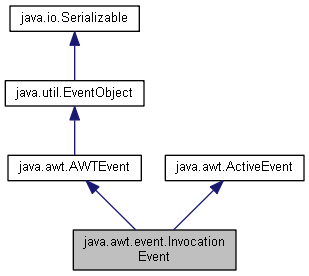 java.io.Serializable
java.util.EventObject
java.awt.AWTEvent
java.awt.ActiveEvent
java.awt.event.Invocation
Event